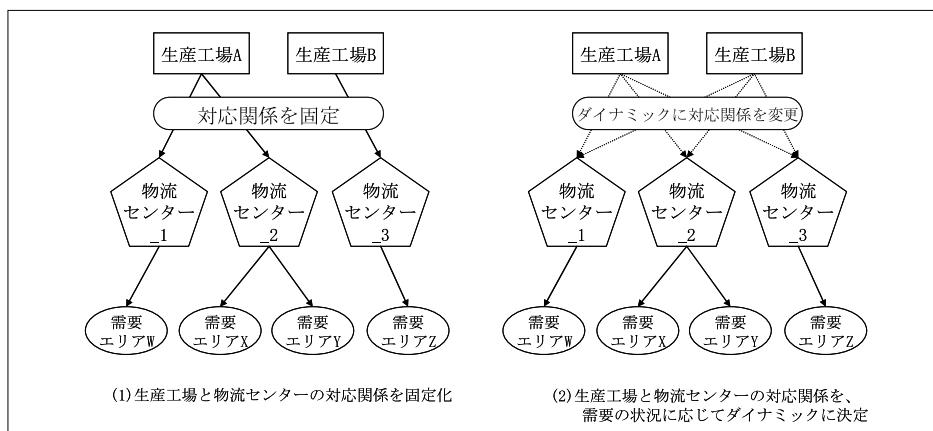 生産工場A
生産工場B
対応関係を固定
物流
センター
_1
物流
センター
_2
物流
センター
_3
需要
エリアW
需要
エリアX
需要
エリアY
需要
エリアZ
(1)生産工場と物流センターの対応関係を固定化
生産工場A
生産工場B
ダイナミックに対応関係を変更
物流
センター
_1
物流
センター
_2
物流
センター
_3
需要
エリアW
需要
エリアX
需要
エリアY
需要
エリアZ
(2)生産工場と物流センターの対応関係を、
需要の状況に応じてダイナミックに決定